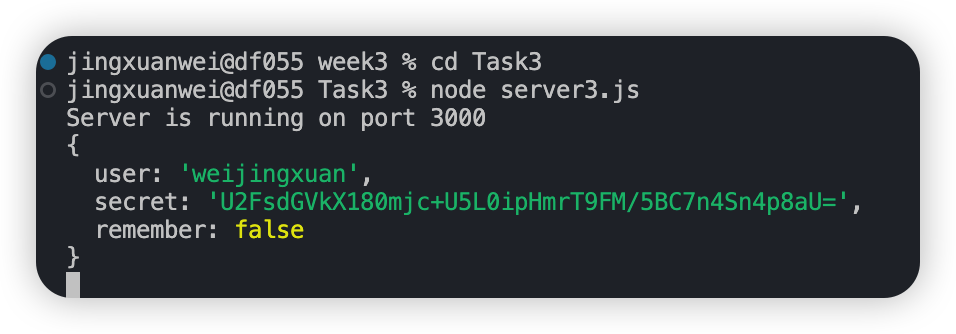 jingxuanwei@df055 week3 % cd Task3
jingxuanwei@df055 Task3 % node server3.js
Server is running on port 3000
{
  user: 'weijingxuan',
  secret: 'U2FsdGVkX180mjc+U5L0ipHmrT9FM/5BC7n4Sn4p8aU=',
  remember: false
}